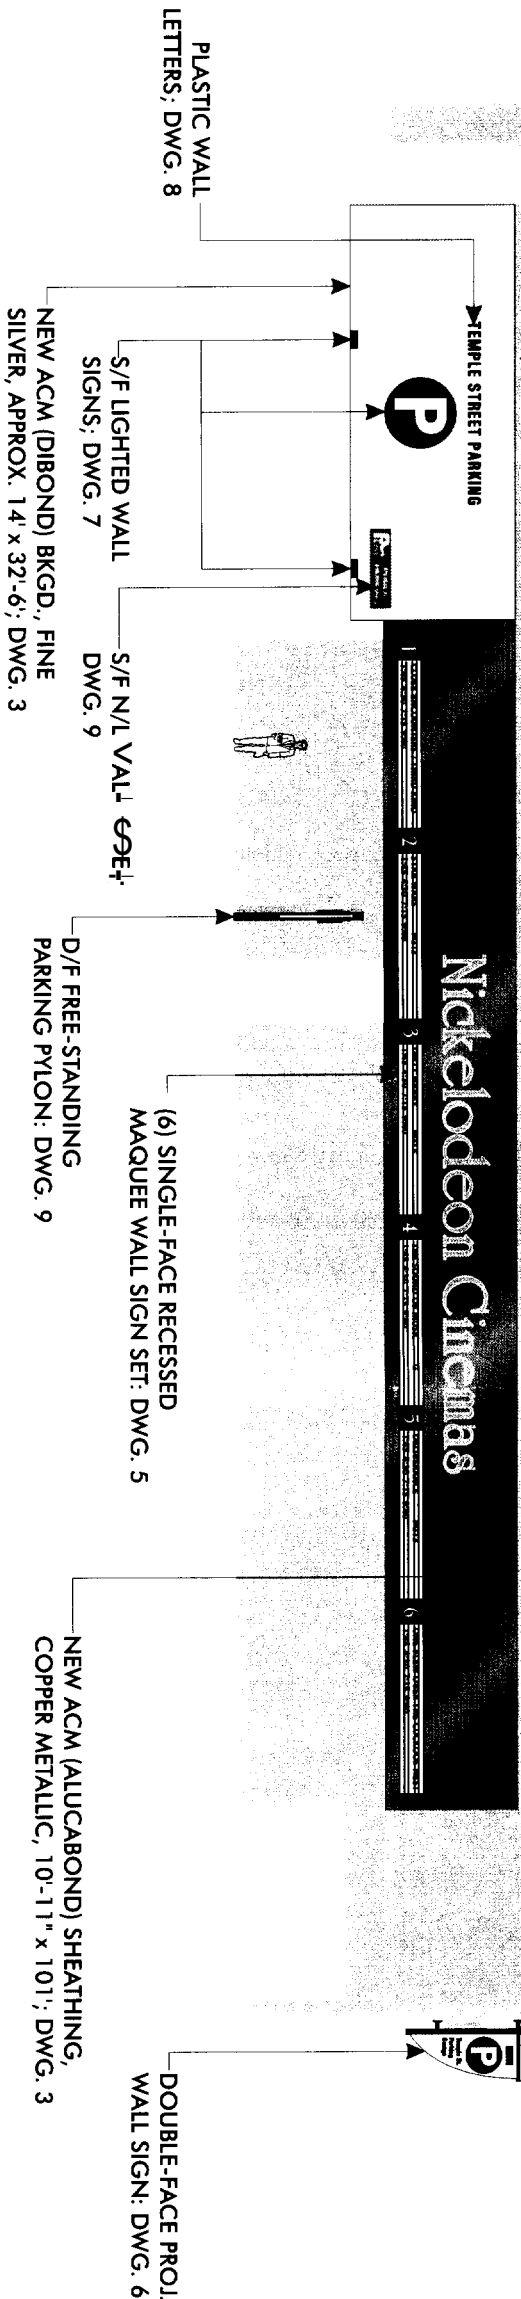 TEMPLE STREET PARKING
P
1
2
3
4
5
6
Nickelodeon Cinemas
P
PLASTIC WALL
LETTERS; DWG. 8
NEW ACM (DIBOND) BKGD., FINE
SILVER, APPROX. 14' x 32'-6'; DWG. 3
S/F LIGHTED WALL
SIGNS; DWG. 7
S/F N/L
DWG. 9
D/F FREE-STANDING
PARKING PYLON: DWG. 9
(6) SINGLE-FACE RECESSED
MAQUEE WALL SIGN SET: DWG. 5
NEW ACM (ALUCABOND) SHEATHING,
COPPER METALLIC, 10'-11" x 101'; DWG. 3
DOUBLE-FACE PROJ.
WALL SIGN: DWG. 6